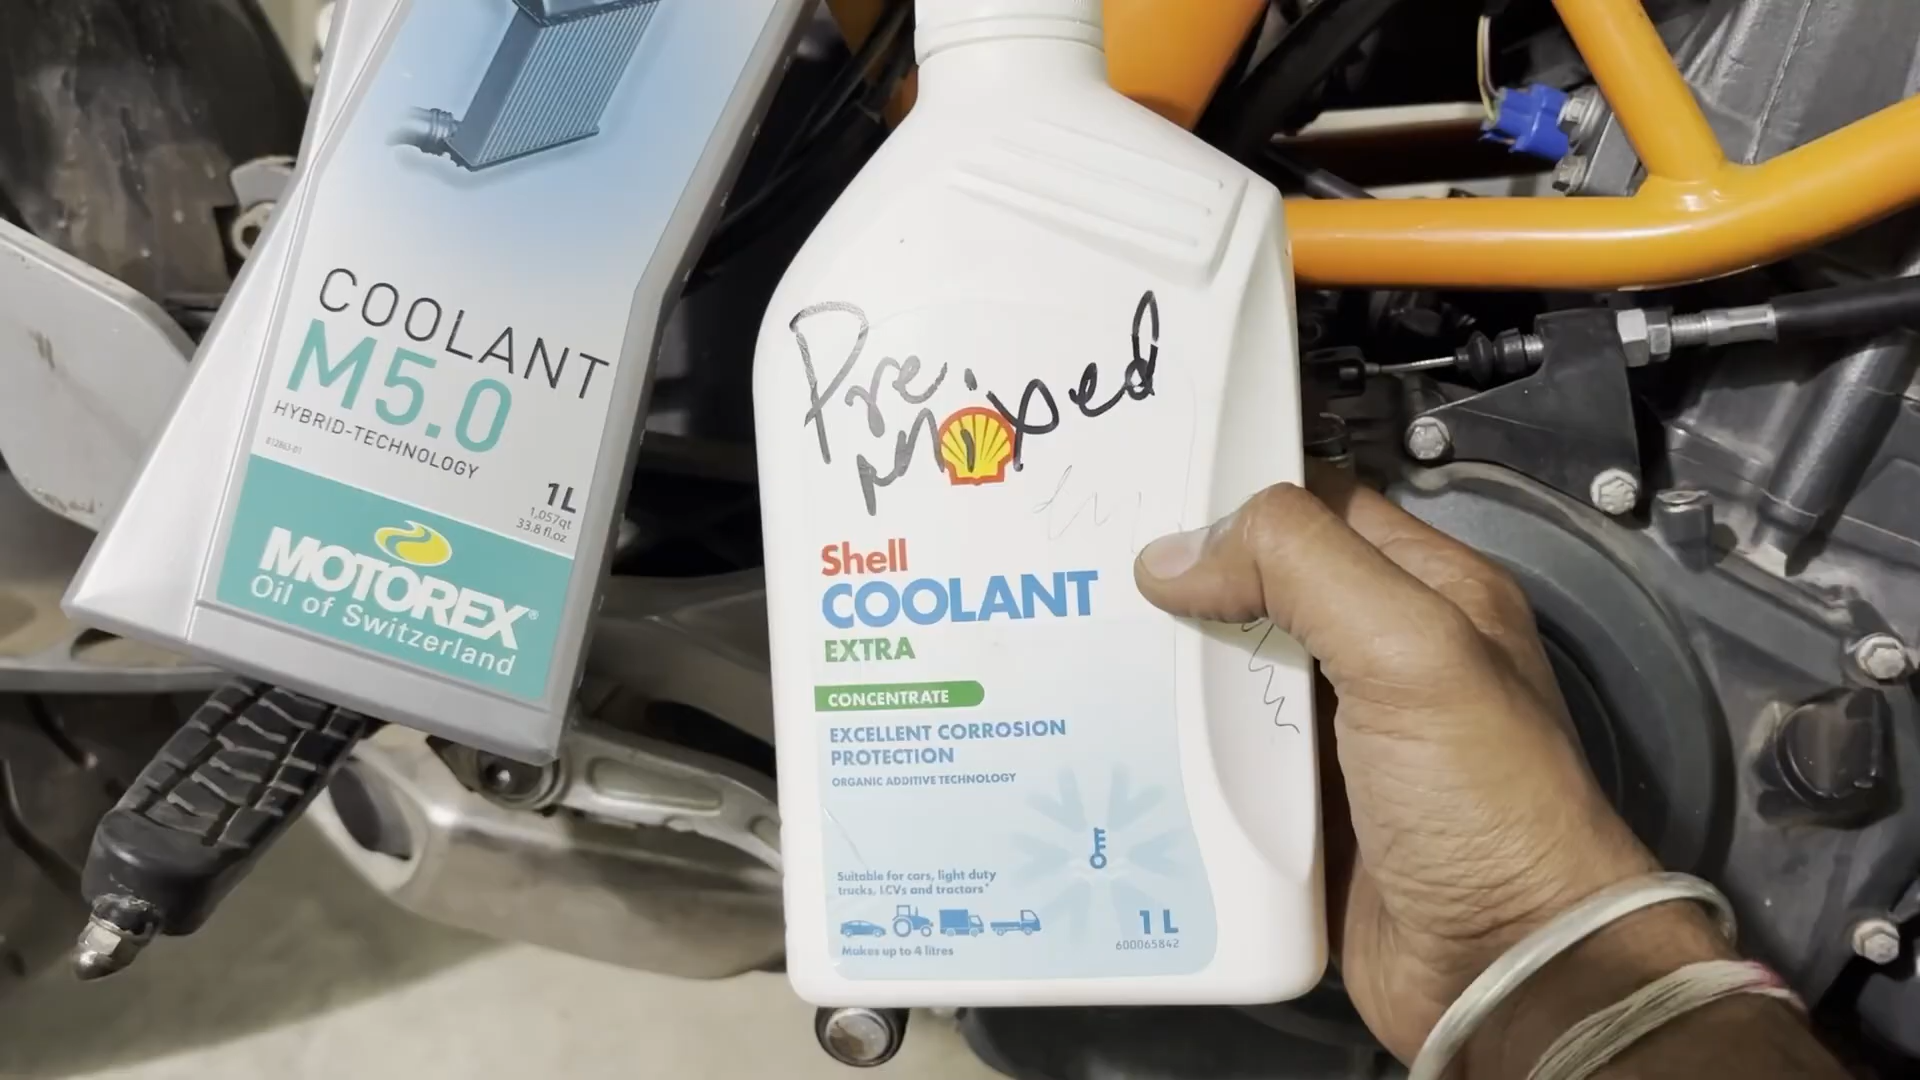 COOLANT
M5.0
HYBRID-TECHNOLOGY
1L
1,057qt
33.8 fl.oz
MOTOREX®
Oil of Switzerland
Pre mixed
Shell
COOLANT
EXTRA
CONCENTRATE
EXCELLENT CORROSION
PROTECTION
ORGANIC ADDITIVE TECHNOLOGY
Suitable for cars, light duty
trucks, LCVs and tractors*
Makes up to 4 litres
1 L
600065842